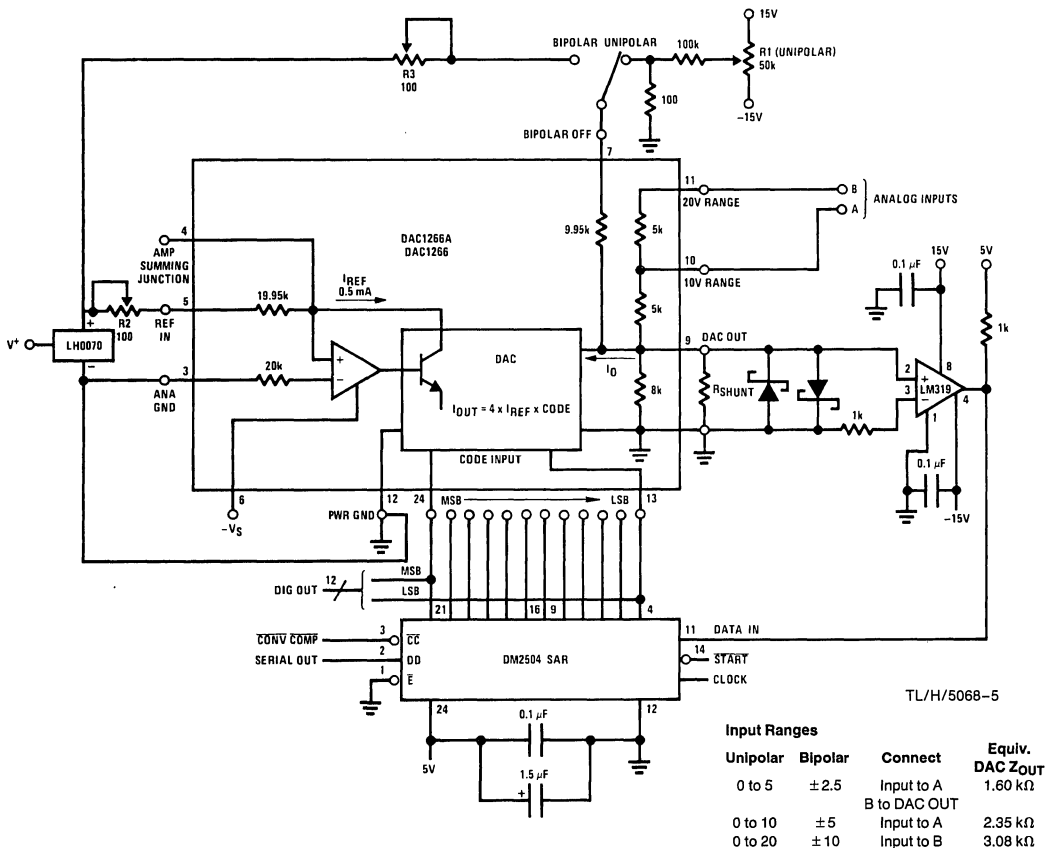 15V
R1 (UNIPOLAR)
50k
-15V
BIPOLAR UNIPOLAR
100k
100
R3
100
BIPOLAR OFF
7
11
20V RANGE
B
A
ANALOG INPUTS
9.95k
5k
10
10V RANGE
5k
DAC1266A
DAC1266
4
AMP
SUMMING
JUNCTION
IREF
0.5 mA
5
REF
IN
19.95k
R2
100
V+
LH0070
+
-
3
ANA
GND
20k
+
-
DAC
IOUT = 4 x IREF x CODE
CODE INPUT
IO
8k
9
DAC OUT
RSHUNT
1k
0.1 µF
15V
5V
1k
2
+
8
LM319
3
-
4
1
0.1 µF
-15V
6
-VS
12
PWR GND
24
MSB
LSB
13
DIG OUT
12
MSB
LSB
21
16
9
4
CONV COMP
3
CC
SERIAL OUT
2
DD
1
E
DM2504 SAR
11
DATA IN
14
START
CLOCK
24
12
5V
0.1 µF
1.5 µF
+
TL/H/5068-5
Input Ranges
Unipolar Bipolar Connect Equiv. DAC ZOUT
0 to 5 ±2.5 Input to A 1.60 kΩ
B to DAC OUT
0 to 10 ±5 Input to A 2.35 kΩ
0 to 20 ±10 Input to B 3.08 kΩ